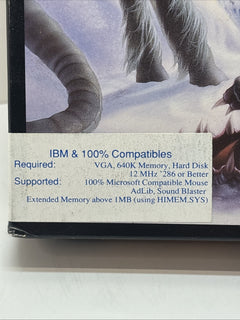 IBM & 100% Compatibles
Required: VGA, 640K Memory, Hard Disk
12 MHz '286 or Better
Supported: 100% Microsoft Compatible Mouse
AdLib, Sound Blaster
Extended Memory above 1MB (using HIMEM.SYS)